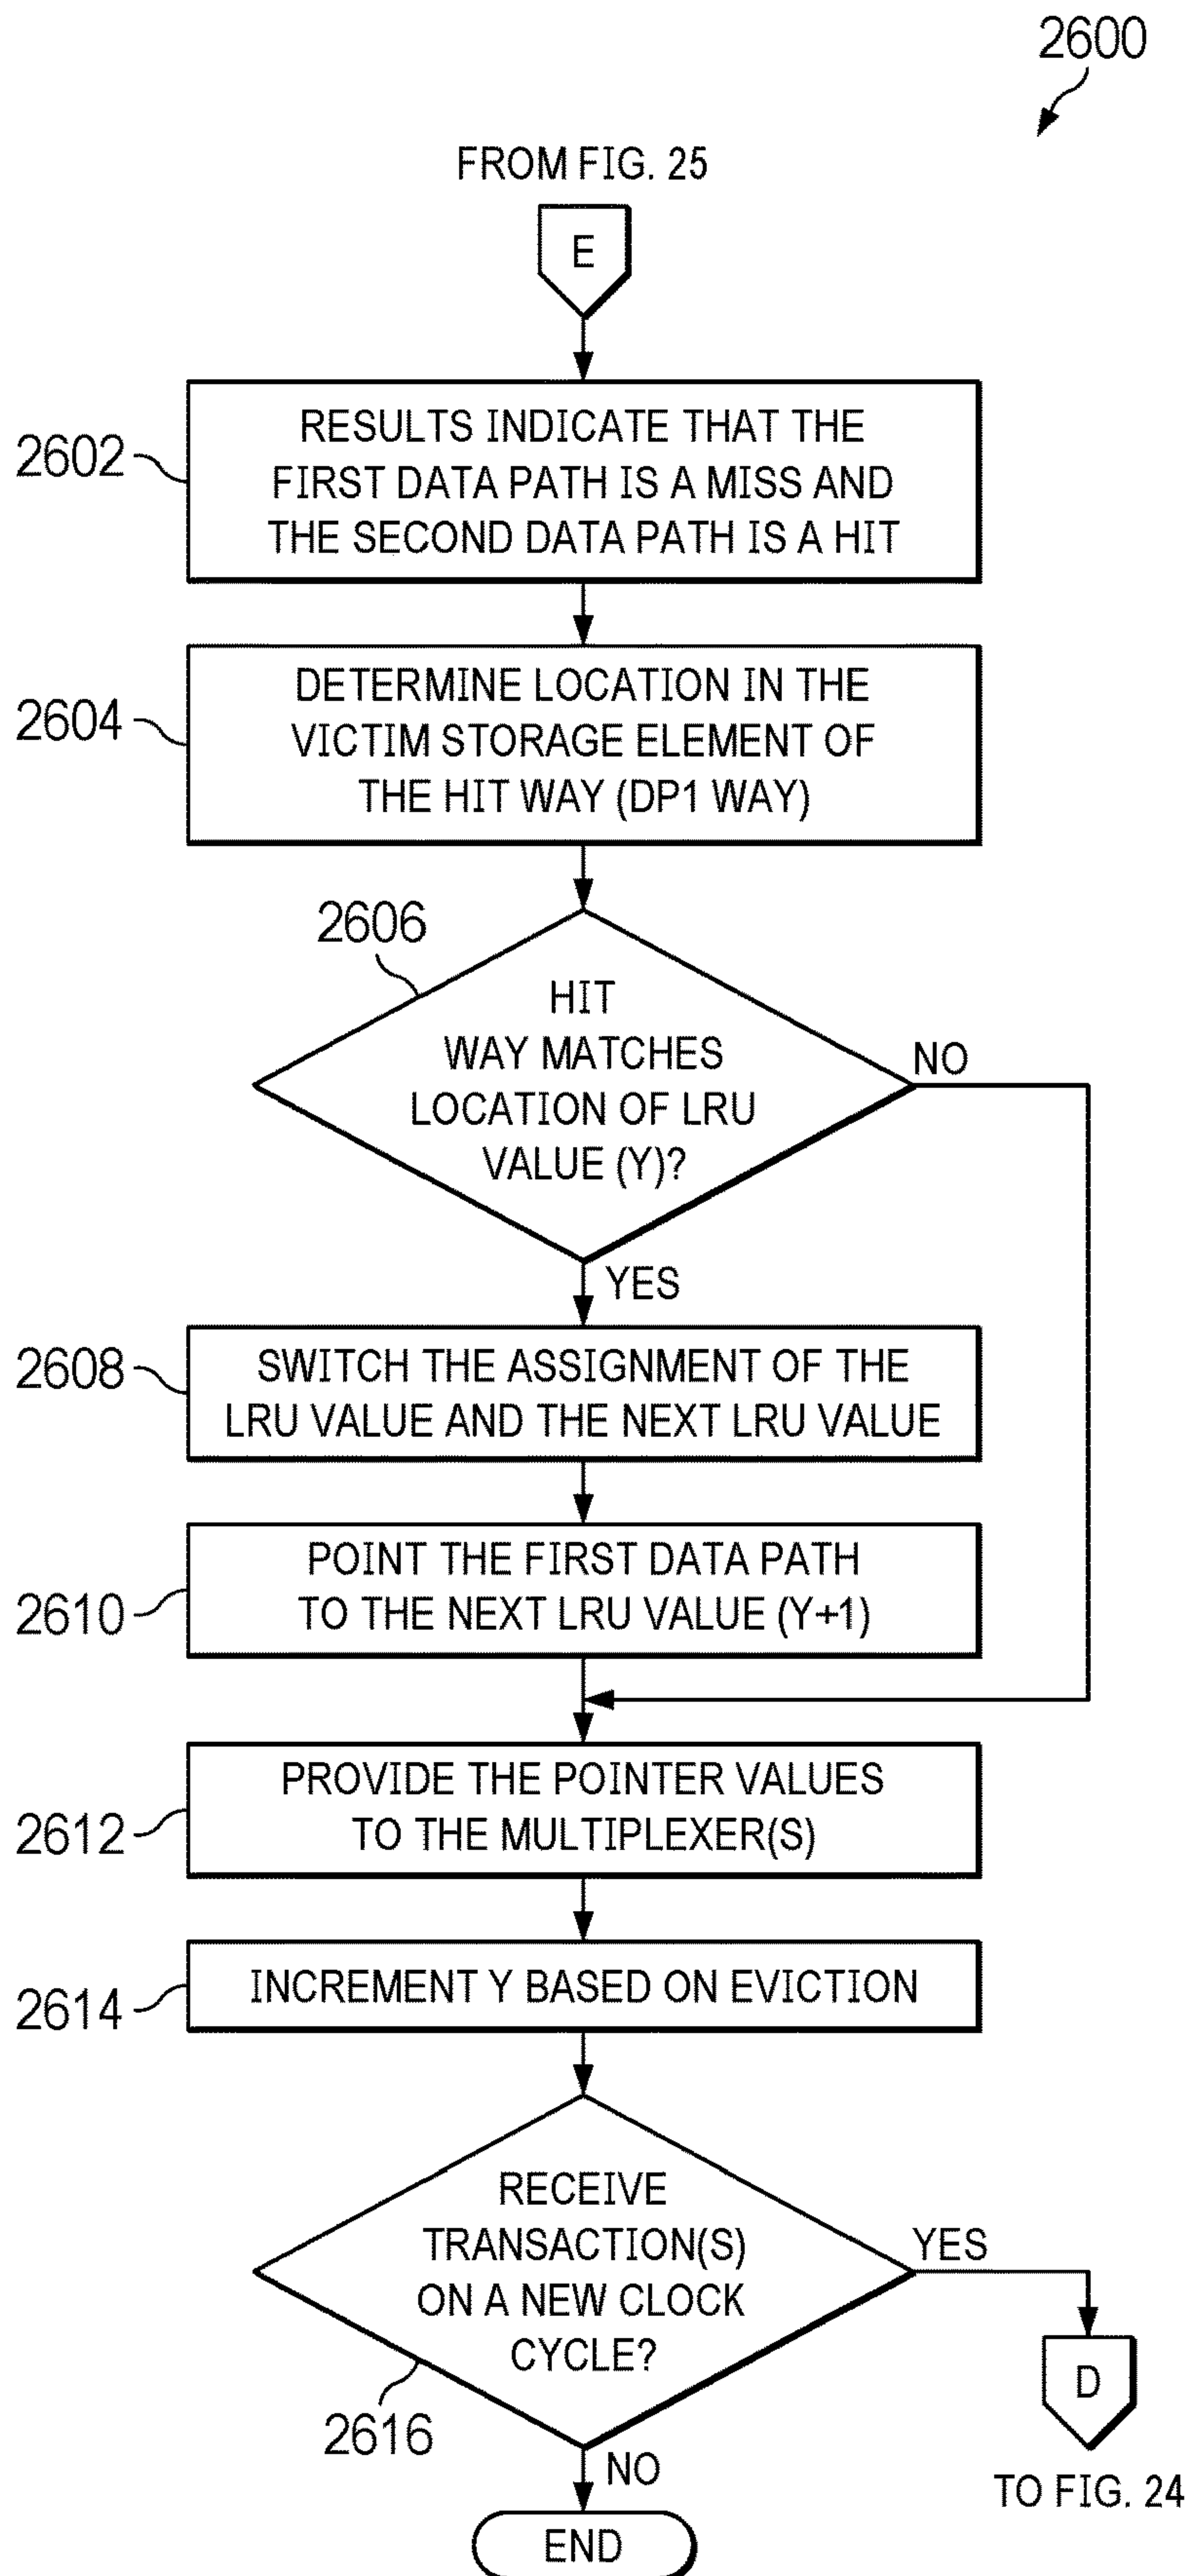 2600
FROM FIG. 25
E
2602
RESULTS INDICATE THAT THE
FIRST DATA PATH IS A MISS AND
THE SECOND DATA PATH IS A HIT
2604
DETERMINE LOCATION IN THE
VICTIM STORAGE ELEMENT OF
THE HIT WAY (DP1 WAY)
2606
HIT
WAY MATCHES
LOCATION OF LRU
VALUE (Y)?
NO
YES
2608
SWITCH THE ASSIGNMENT OF THE
LRU VALUE AND THE NEXT LRU VALUE
2610
POINT THE FIRST DATA PATH
TO THE NEXT LRU VALUE (Y+1)
2612
PROVIDE THE POINTER VALUES
TO THE MULTIPLEXER(S)
2614
INCREMENT Y BASED ON EVICTION
RECEIVE
TRANSACTION(S)
ON A NEW CLOCK
CYCLE?
YES
2616
D
NO
TO FIG. 24
END